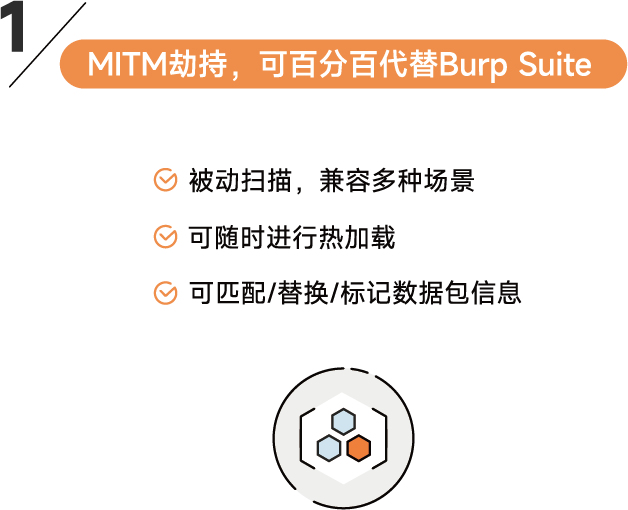 1
MITM劫持，可百分百代替Burp Suite
被动扫描，兼容多种场景
可随时进行热加载
可匹配/替换/标记数据包信息